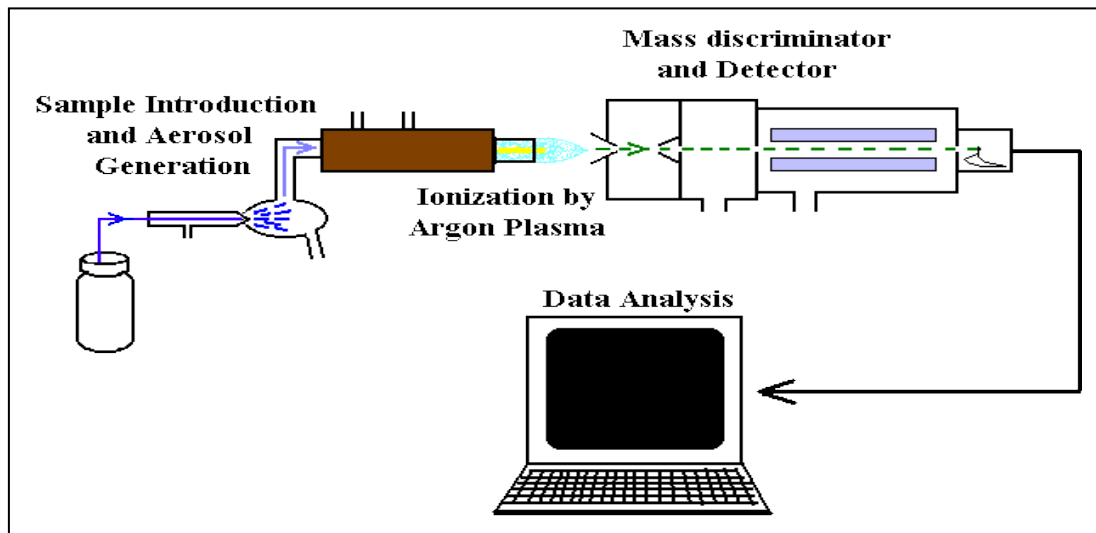 Mass discriminator
and Detector
Sample Introduction
and Aerosol
Generation
Ionization by
Argon Plasma
Data Analysis